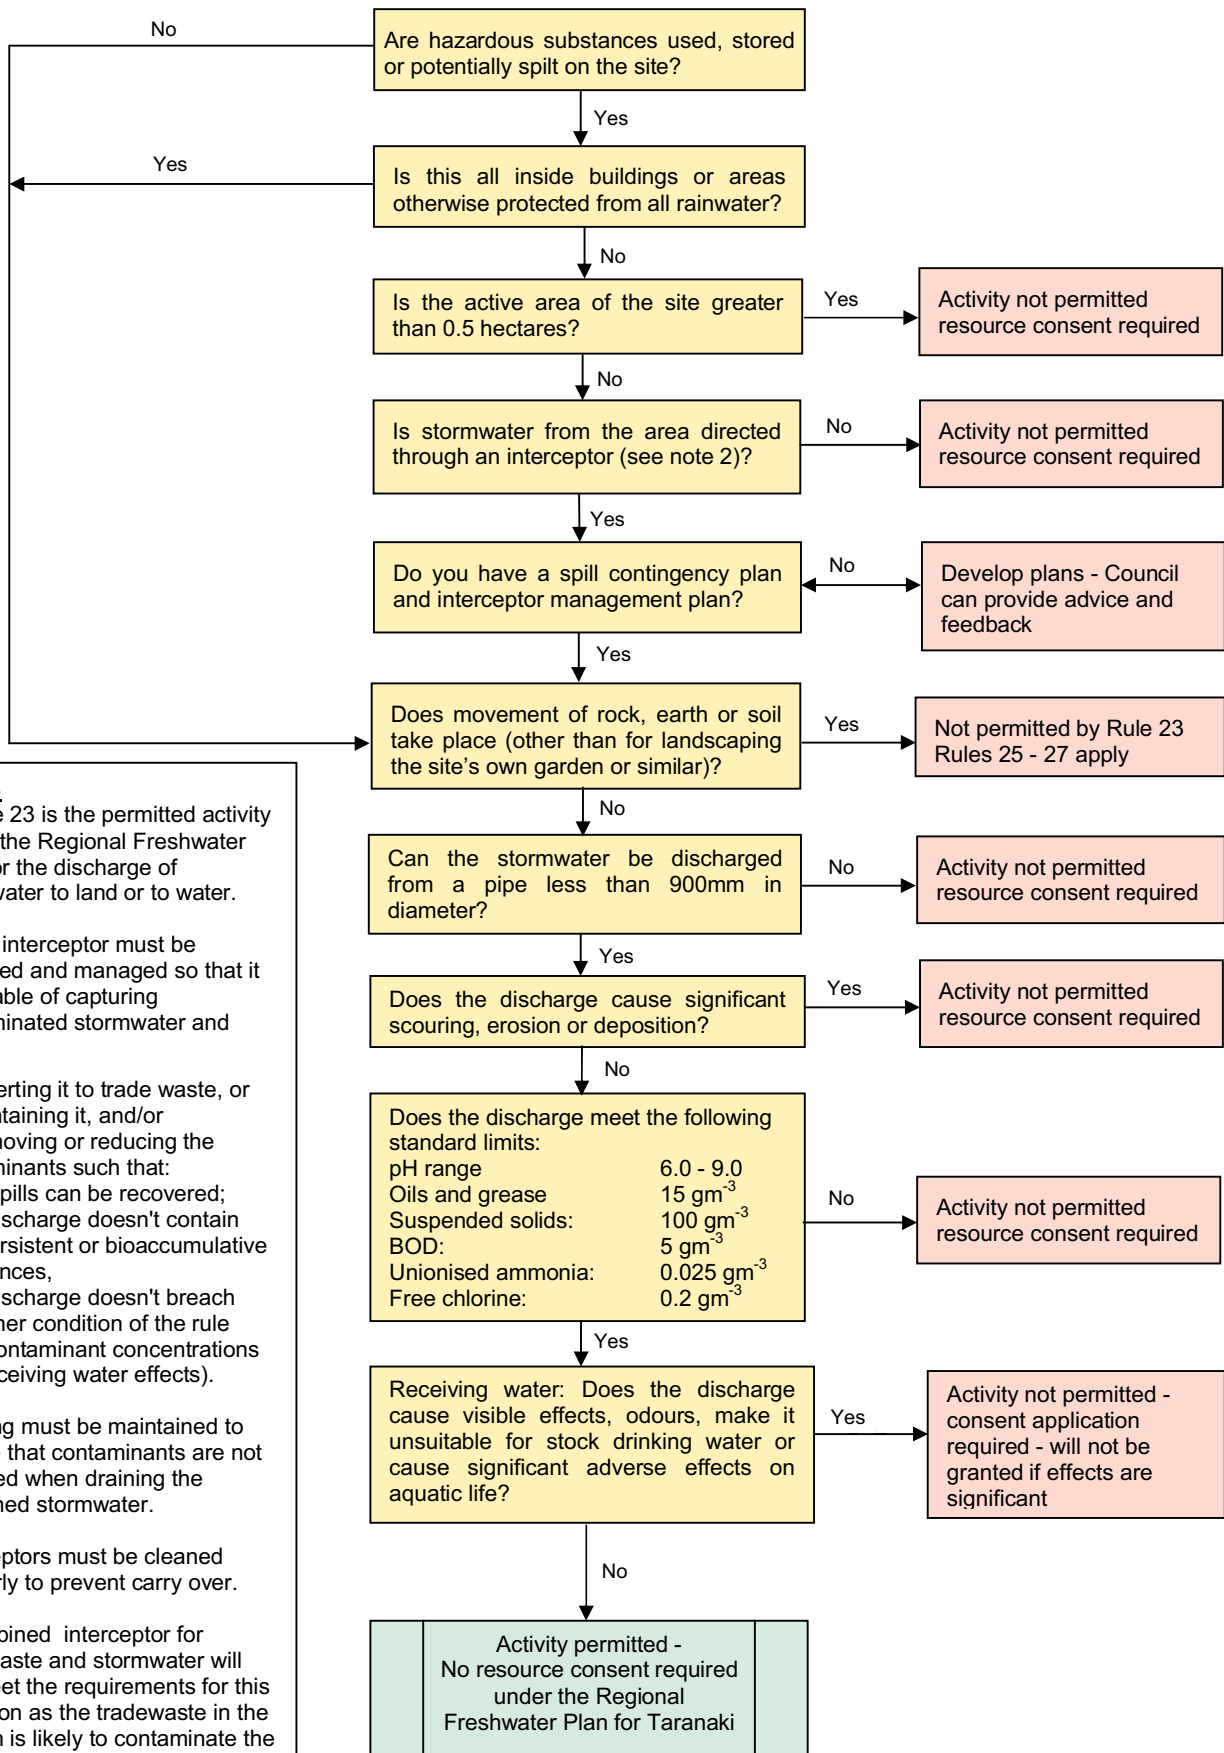 No
Are hazardous substances used, stored
or potentially spilt on the site?
Yes
Yes
Is this all inside buildings or areas
otherwise protected from all rainwater?
No
Is the active area of the site greater
than 0.5 hectares?
Yes
Activity not permitted
resource consent required
No
Is stormwater from the area directed
through an interceptor (see note 2)?
No
Activity not permitted
resource consent required
Yes
Do you have a spill contingency plan
and interceptor management plan?
No
Develop plans - Council
can provide advice and
feedback
Yes
Does movement of rock, earth or soil
take place (other than for landscaping
the site's own garden or similar)?
Yes
Not permitted by Rule 23
Rules 25 - 27 apply
No
Can the stormwater be discharged
from a pipe less than 900mm in
diameter?
No
Activity not permitted
resource consent required
Yes
Does the discharge cause significant
scouring, erosion or deposition?
Yes
Activity not permitted
resource consent required
No
Does the discharge meet the following
standard limits:
pH range 6.0 - 9.0
Oils and grease 15 gm-3
Suspended solids: 100 gm-3
BOD: 5 gm-3
Unionised ammonia: 0.025 gm-3
Free chlorine: 0.2 gm-3
No
Activity not permitted
resource consent required
Yes
Receiving water: Does the discharge
cause visible effects, odours, make it
unsuitable for stock drinking water or
cause significant adverse effects on
aquatic life?
Yes
Activity not permitted -
consent application
required - will not be
granted if effects are
significant
No
Activity permitted -
No resource consent required
under the Regional
Freshwater Plan for Taranaki
23 is the permitted activity
the Regional Freshwater
or the discharge of
water to land or to water.
interceptor must be
ed and managed so that it
able of capturing
minated stormwater and
erting it to trade waste, or
ntaining it, and/or
moving or reducing the
minants such that:
pills can be recovered;
ischarge doesn't contain
rsistent or bioaccumulative
nces,
ischarge doesn't breach
her condition of the rule
ontaminant concentrations
ceiving water effects).
ng must be maintained to
that contaminants are not
ed when draining the
ned stormwater.
eptors must be cleaned
rly to prevent carry over.
bined interceptor for
aste and stormwater will
eet the requirements for this
on as the tradewaste in the
is likely to contaminate the